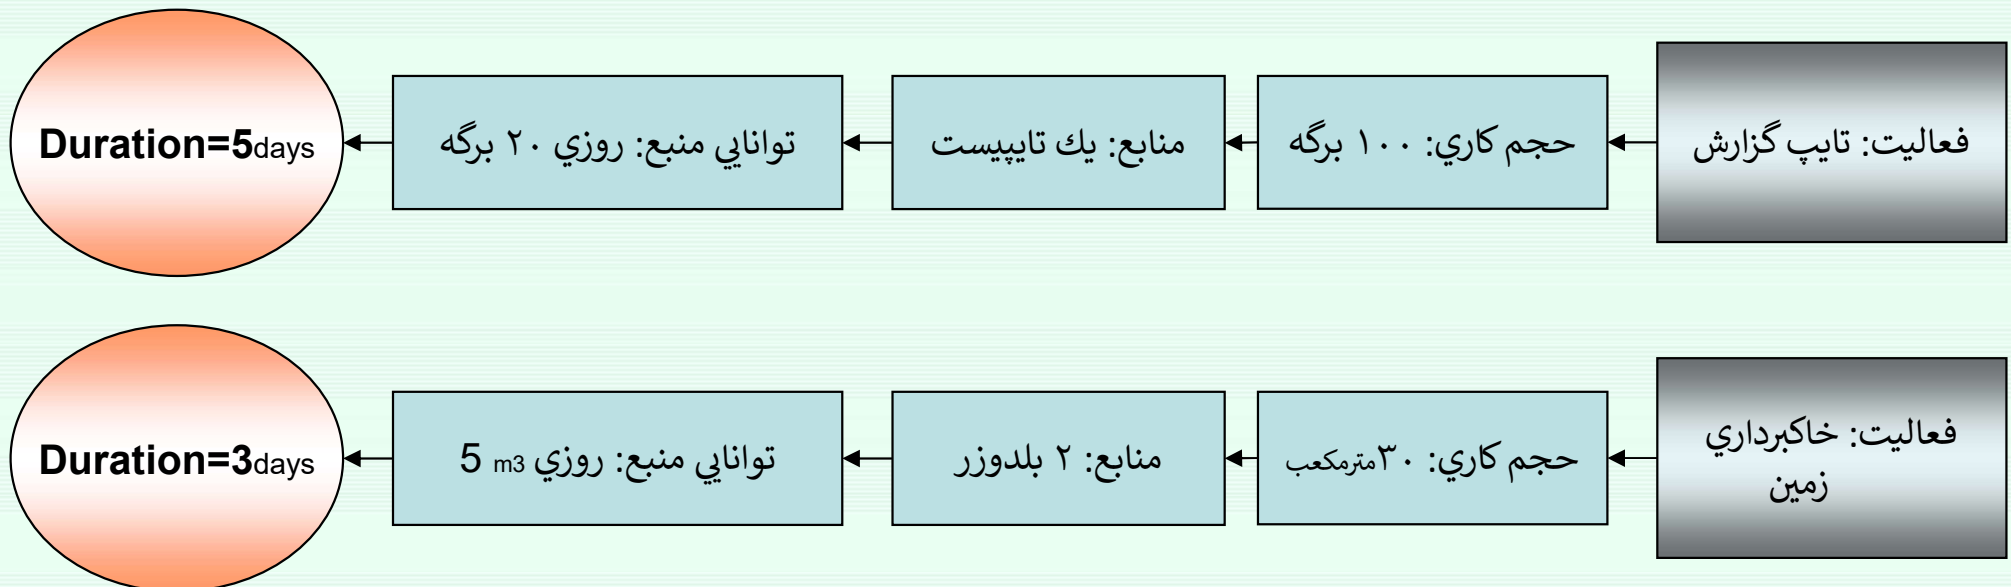 فعاليت: تايپ گزارش
حجم كاري: ۱۰۰ برگه
منابع: يك تايپيست
توانايي منبع: روزي ۲۰ برگه
Duration=5days
فعاليت: خاكبرداري
زمين
حجم كاري: ۳۰مترمكعب
منابع: ۲ بلدوزر
توانايي منبع: روزي 5 m3
Duration=3days